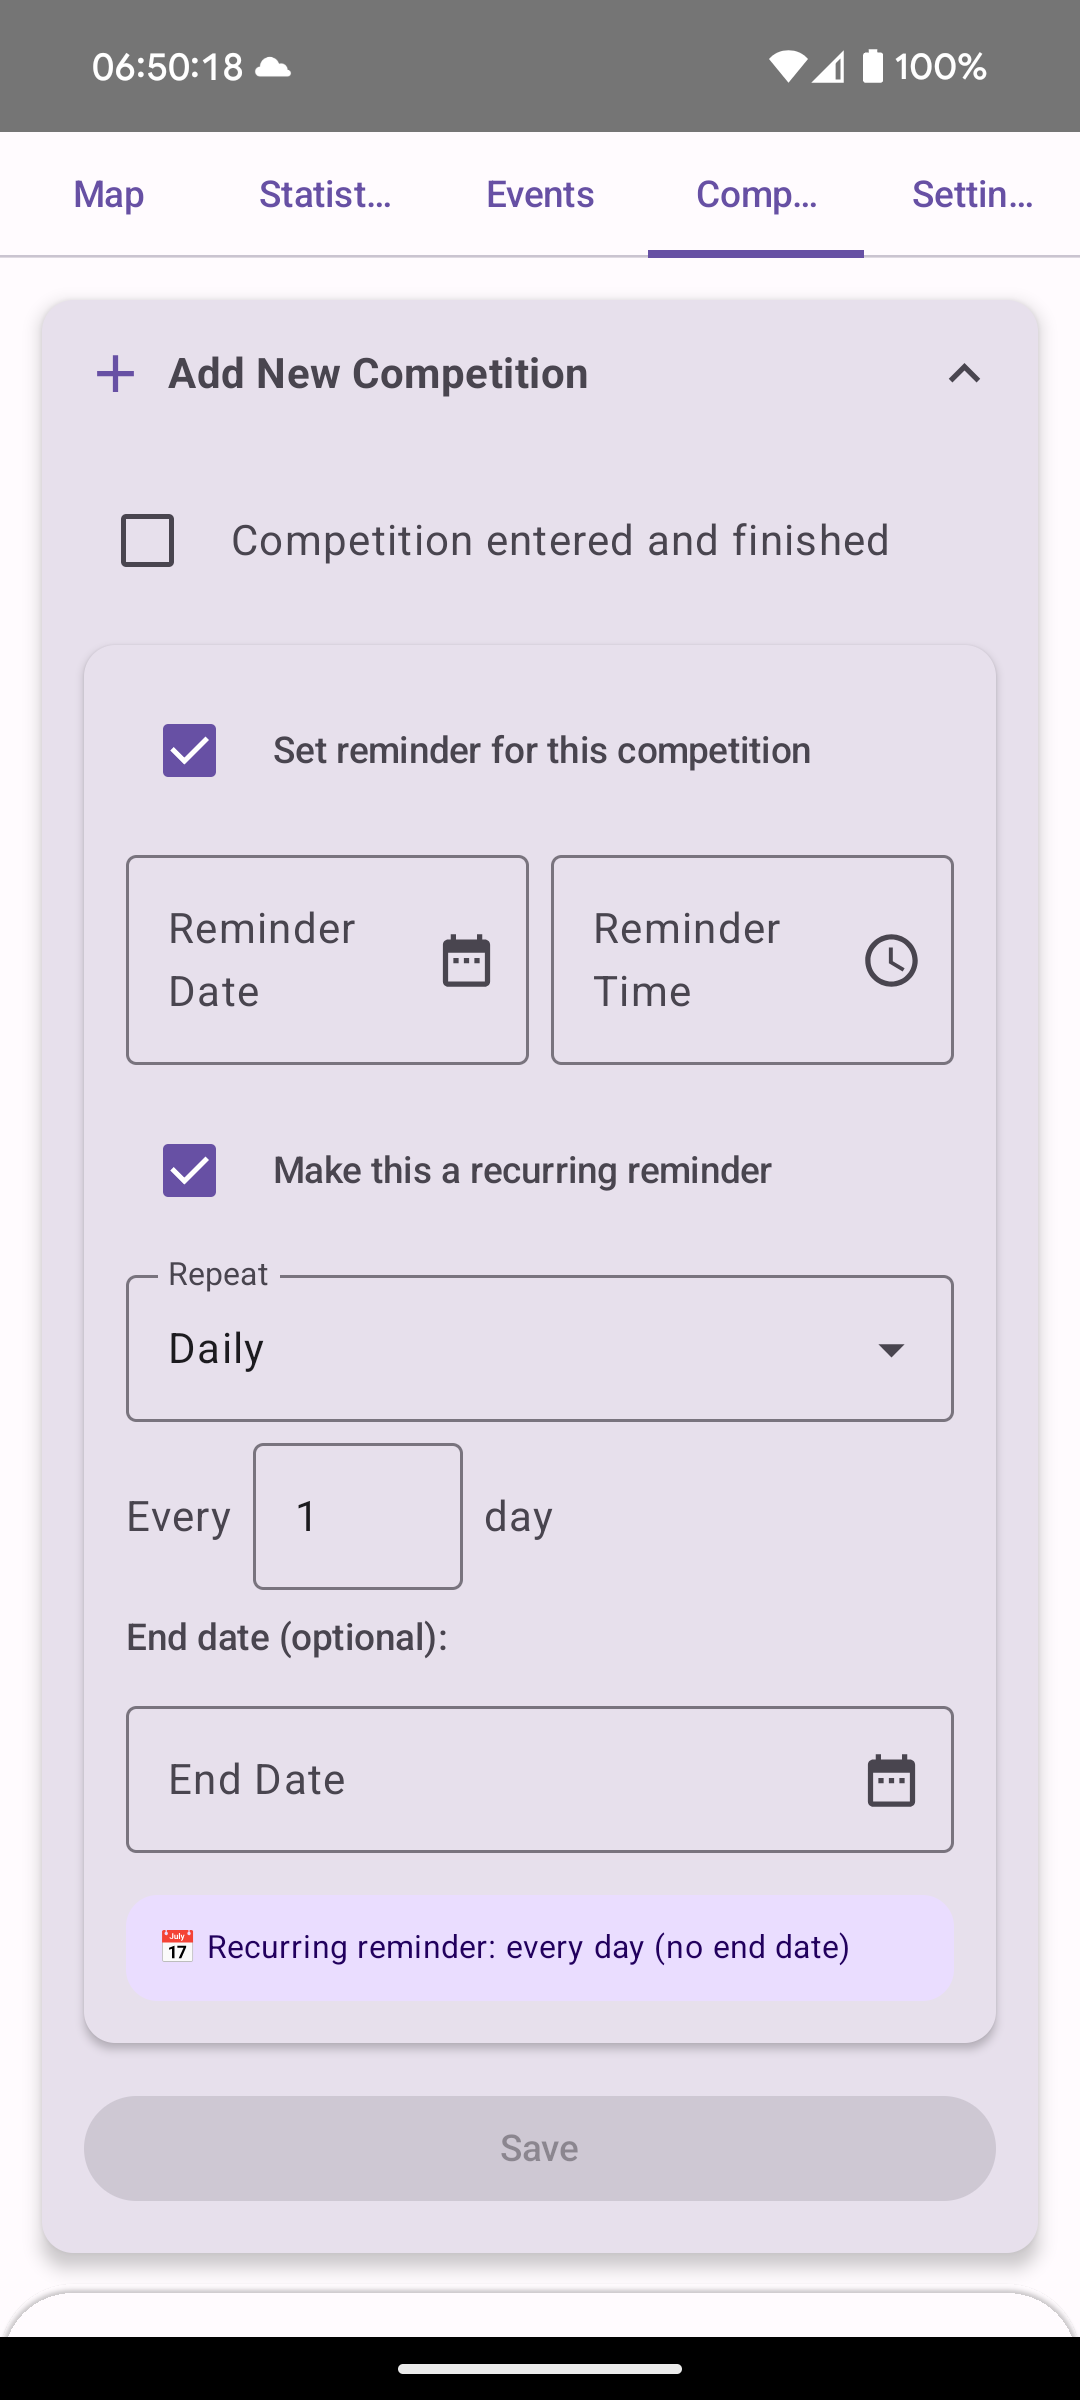 06:50:18
100%
Map
Statist...
Events
Comp...
Settin...
Add New Competition
Competition entered and finished
Set reminder for this competition
Reminder
Date
Reminder
Time
Make this a recurring reminder
Repeat
Daily
Every 1 day
End date (optional):
End Date
July
17
Recurring reminder: every day (no end date)
Save